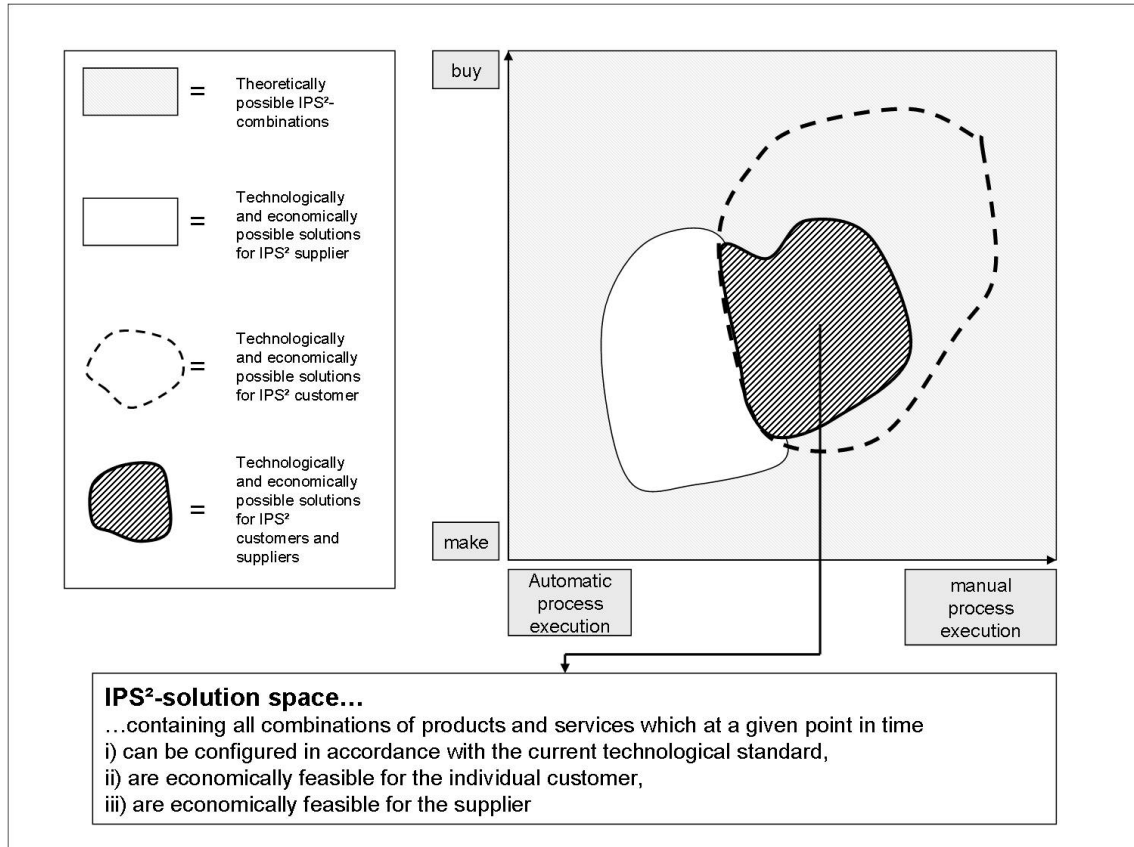 =
Theoretically
possible IPS²-
combinations
=
Technologically
and economically
possible solutions
for IPS² supplier
=
Technologically
and economically
possible solutions
for IPS² customer
=
Technologically
and economically
possible solutions
for IPS²
customers and
suppliers
buy
make
Automatic
process
execution
manual
process
execution
IPS²-solution space…
…containing all combinations of products and services which at a given point in time
i) can be configured in accordance with the current technological standard,
ii) are economically feasible for the individual customer,
iii) are economically feasible for the supplier